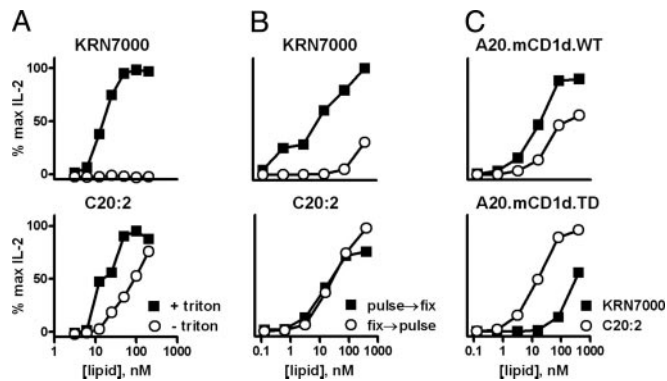 A
B
C
KRN7000
KRN7000
A20.mCD1d.WT
% max IL-2
100
50
0
C20:2
C20:2
A20.mCD1d.TD
% max IL-2
100
50
0
+ triton
- triton
pulse→fix
fix→pulse
KRN7000
C20:2
1 10 100 1000
0.1 1 10 100 1000
0.1 1 10 100 1000
[lipid], nM
[lipid], nM
[lipid], nM